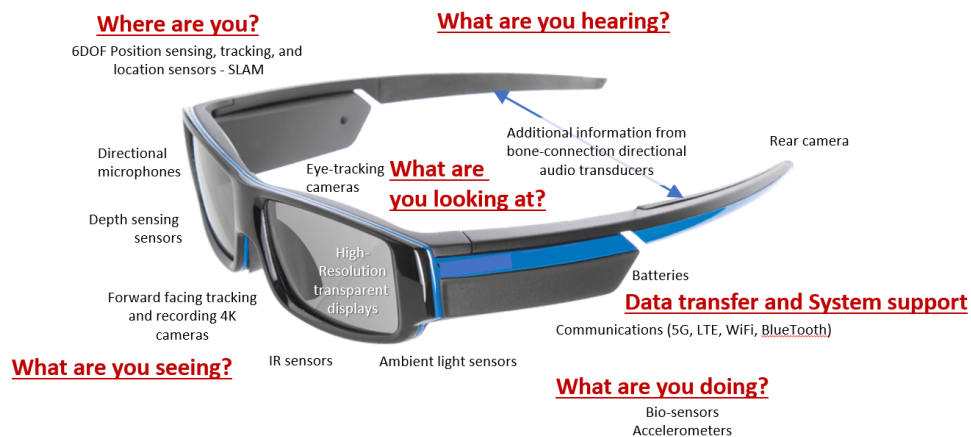 Where are you?
What are you hearing?
6DOF Position sensing, tracking, and
location sensors - SLAM
Additional information from
bone-connection directional
audio transducers
Rear camera
Directional
microphones
Eye-tracking
cameras
What are
you looking at?
Depth sensing
sensors
High-
Resolution
transparent
displays
Batteries
Forward facing tracking
and recording 4K
cameras
Data transfer and System support
Communications (5G, LTE, WiFi, BlueTooth)
What are you seeing?
IR sensors
Ambient light sensors
What are you doing?
Bio-sensors
Accelerometers